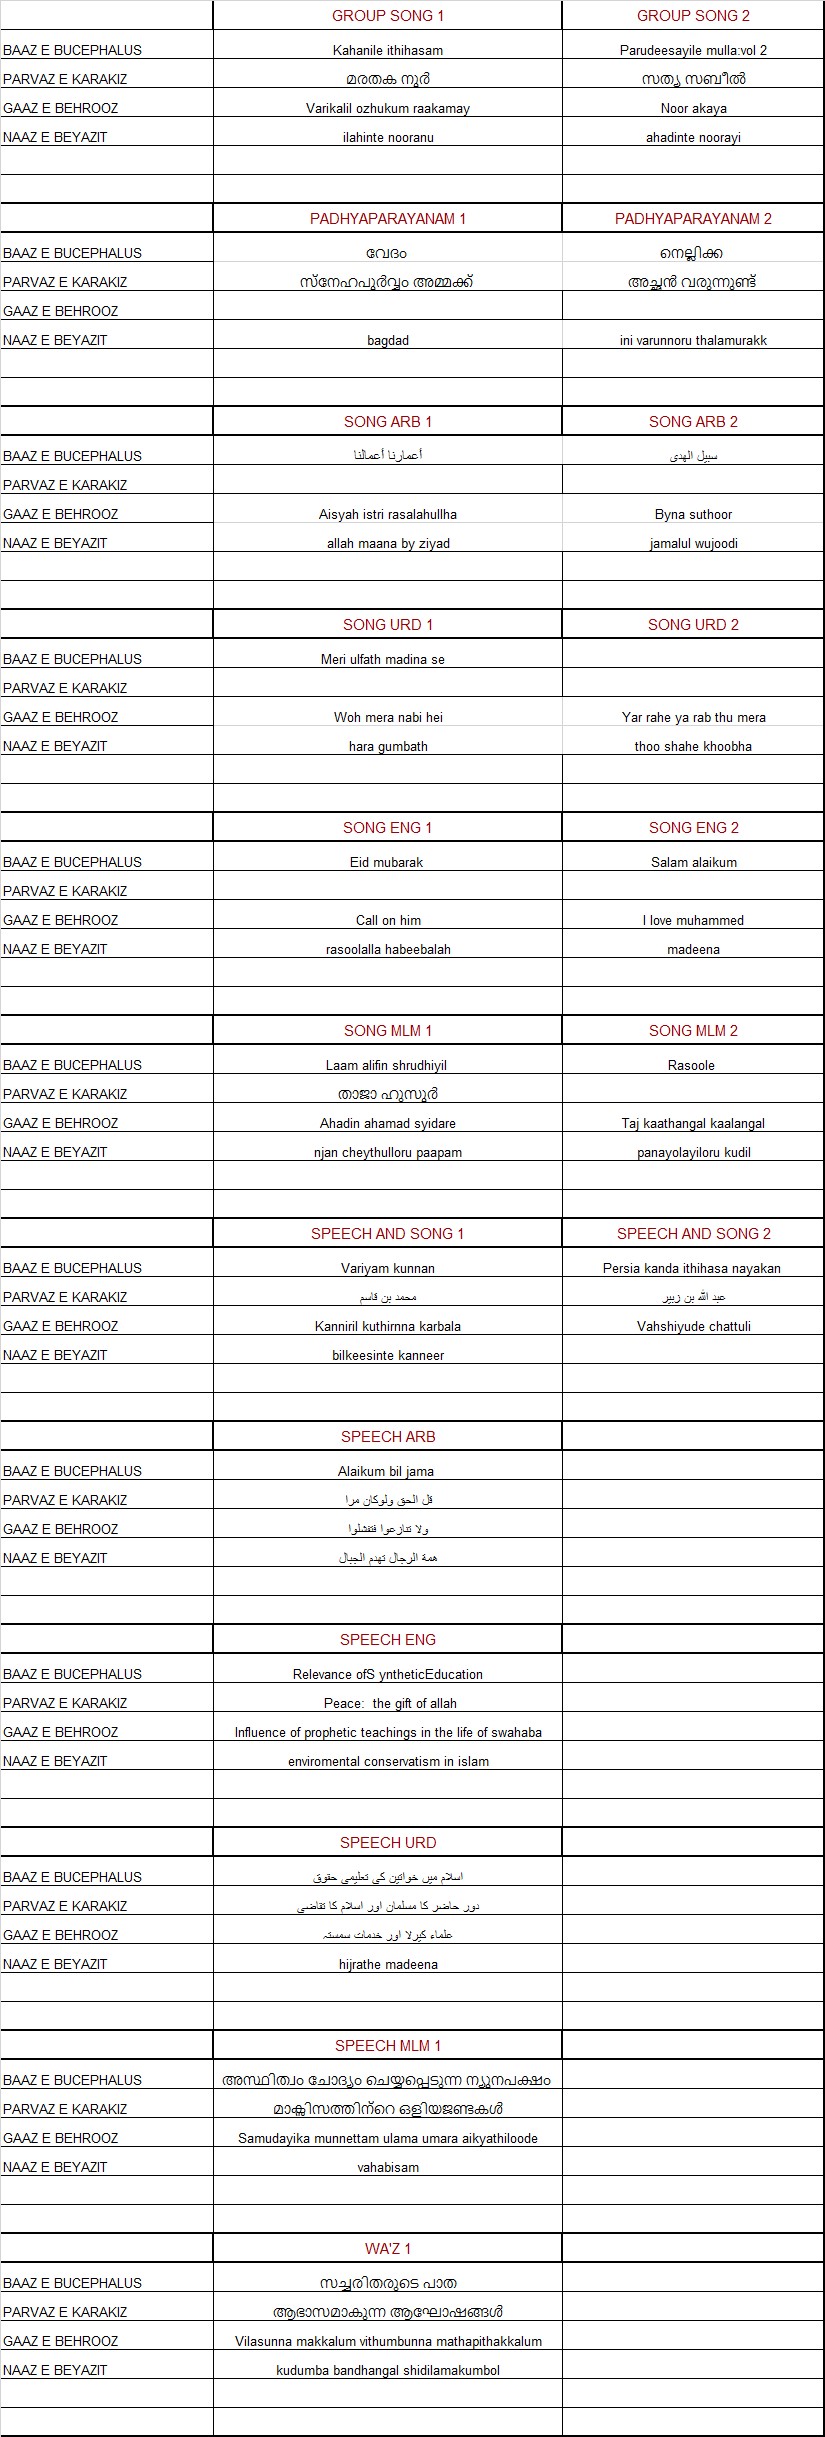 GROUP SONG 1 GROUP SONG 2
BAAZ E BUCEPHALUS Kahanile ithihasam Parudeesayile mulla:vol 2
PARVAZ E KARAKIZ മരതക നൂർ സത്യ സബീൽ
GAAZ E BEHROOZ Varikalil ozhukum raakamay Noor akaya
NAAZ E BEYAZIT ilahinte nooranu ahadinte noorayi
PADHYAPARAYANAM 1 PADHYAPARAYANAM 2
BAAZ E BUCEPHALUS വേദം നെല്ലിക്ക
PARVAZ E KARAKIZ സ്നേഹപൂർവ്വം അമ്മക്ക് അച്ഛൻ വരുന്നുണ്ട്
GAAZ E BEHROOZ
NAAZ E BEYAZIT bagdad ini varunnoru thalamurakk
SONG ARB 1 SONG ARB 2
BAAZ E BUCEPHALUS أعمارنا أعمالنا سبيل الهدى
PARVAZ E KARAKIZ
GAAZ E BEHROOZ Aisyah istri rasalahullha Byna suthoor
NAAZ E BEYAZIT allah maana by ziyad jamalul wujoodi
SONG URD 1 SONG URD 2
BAAZ E BUCEPHALUS Meri ulfath madina se
PARVAZ E KARAKIZ
GAAZ E BEHROOZ Woh mera nabi hei Yar rahe ya rab thu mera
NAAZ E BEYAZIT hara gumbath thoo shahe khoobha
SONG ENG 1 SONG ENG 2
BAAZ E BUCEPHALUS Eid mubarak Salam alaikum
PARVAZ E KARAKIZ
GAAZ E BEHROOZ Call on him I love muhammed
NAAZ E BEYAZIT rasoolalla habeebalah madeena
SONG MLM 1 SONG MLM 2
BAAZ E BUCEPHALUS Laam alifin shrudhiyil Rasoole
PARVAZ E KARAKIZ താജാ ഹുസൂർ
GAAZ E BEHROOZ Ahadin ahamad syidare Taj kaathangal kaalangal
NAAZ E BEYAZIT njan cheythulloru paapam panayolayiloru kudil
SPEECH AND SONG 1 SPEECH AND SONG 2
BAAZ E BUCEPHALUS Variyam kunnan Persia kanda ithihasa nayakan
PARVAZ E KARAKIZ محمد بن قاسم عبد الله بن زبير
GAAZ E BEHROOZ Kanniril kuthirnna karbala Vahshiyude chattuli
NAAZ E BEYAZIT bilkeesinte kanneer
SPEECH ARB
BAAZ E BUCEPHALUS Alaikum bil jama
PARVAZ E KARAKIZ قل الحق ولوكان مرا
GAAZ E BEHROOZ ولا تنازعوا فتفشلوا
NAAZ E BEYAZIT همة الرجال تهدم الجبال
SPEECH ENG
BAAZ E BUCEPHALUS Relevance ofS yntheticEducation
PARVAZ E KARAKIZ Peace:  the gift of allah
GAAZ E BEHROOZ Influence of prophetic teachings in the life of swahaba
NAAZ E BEYAZIT enviromental conservatism in islam
SPEECH URD
BAAZ E BUCEPHALUS اسلام میں خواتین کی تعلیمی حقوق
PARVAZ E KARAKIZ دور حاضر کا مسلمان اور اسلام کا تقاضی
GAAZ E BEHROOZ علماء کیرلا اور خدمات سمستہ
NAAZ E BEYAZIT hijrathe madeena
SPEECH MLM 1
BAAZ E BUCEPHALUS അസ്ഥിത്വം ചോദ്യം ചെയ്യപ്പെടുന്ന ന്യൂനപക്ഷം
PARVAZ E KARAKIZ മാക്സിസത്തിൻറെ ഒളിയജണ്ടകൾ
GAAZ E BEHROOZ Samudayika munnettam ulama umara aikyathiloode
NAAZ E BEYAZIT vahabisam
WA'Z 1
BAAZ E BUCEPHALUS സച്ചരിതരുടെ പാത
PARVAZ E KARAKIZ ആഭാസമാകുന്ന ആഘോഷങ്ങൾ
GAAZ E BEHROOZ Vilasunna makkalum vithumbunna mathapithakkalum
NAAZ E BEYAZIT kudumba bandhangal shidilamakumbol